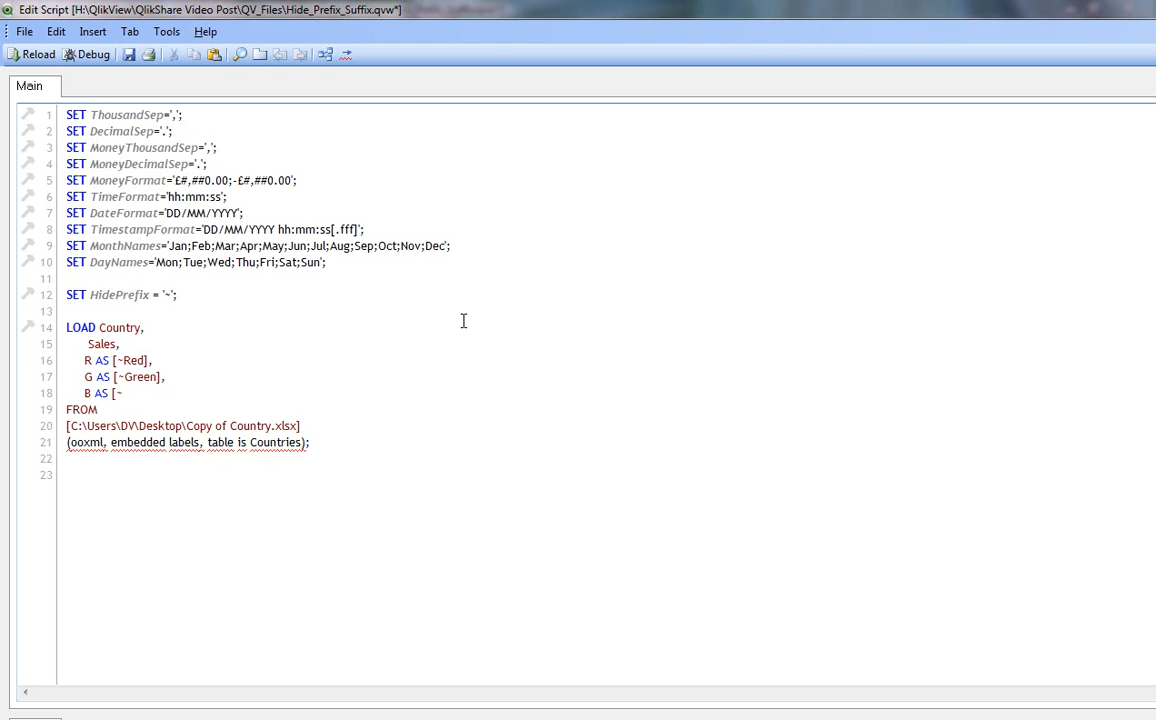 Edit Script [H:\QlikView\QlikShare Video Post\QV_Files\Hide_Prefix_Suffix.qvw*]
File Edit Insert Tab Tools Help
Reload Debug
Main
1 SET ThousandSep=',';
2 SET DecimalSep='.';
3 SET MoneyThousandSep=',';
4 SET MoneyDecimalSep='.';
5 SET MoneyFormat='£#,##0.00;-£#,##0.00';
6 SET TimeFormat='hh:mm:ss';
7 SET DateFormat='DD/MM/YYYY';
8 SET TimestampFormat='DD/MM/YYYY hh:mm:ss[.fff]';
9 SET MonthNames='Jan;Feb;Mar;Apr;May;Jun;Jul;Aug;Sep;Oct;Nov;Dec';
10 SET DayNames='Mon;Tue;Wed;Thu;Fri;Sat;Sun';
11
12 SET HidePrefix = '~';
13
14 LOAD Country,
15 Sales,
16 R AS [~Red],
17 G AS [~Green],
18 B AS [~
19 FROM
20 [C:\Users\DV\Desktop\Copy of Country.xlsx]
21 (ooxml, embedded labels, table is Countries);
22
23